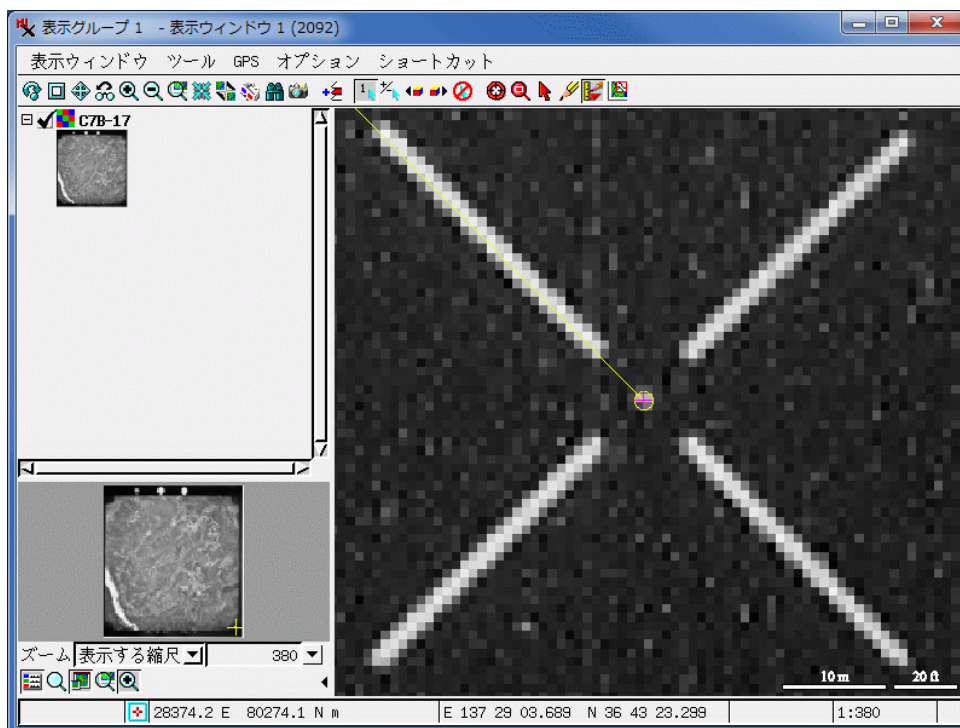 表示グループ 1 - 表示ウィンドウ 1 (2092)
表示ウィンドウ ツール GPS オプション ショートカット
C7B-17
ズーム 表示する縮尺 380
10 m 20 ft
28374.2 E 80274.1 N m E 137 29 03.689 N 36 43 23.299 1:380